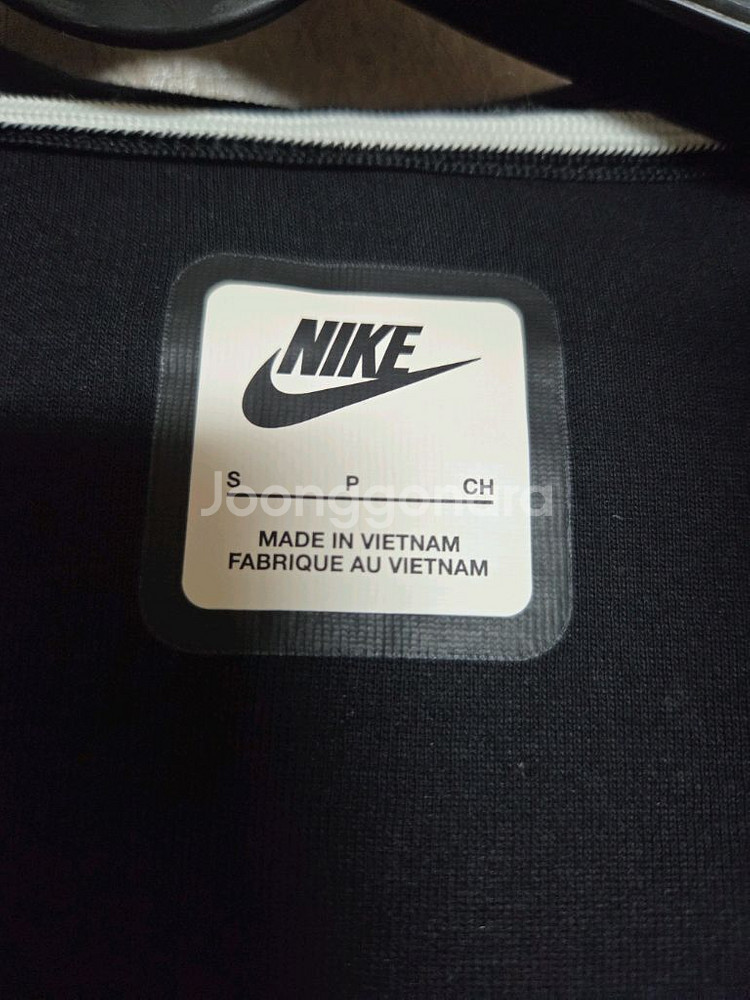 NIKE
S P CH
Joonggonara
MADE IN VIETNAM
FABRIQUE AU VIETNAM